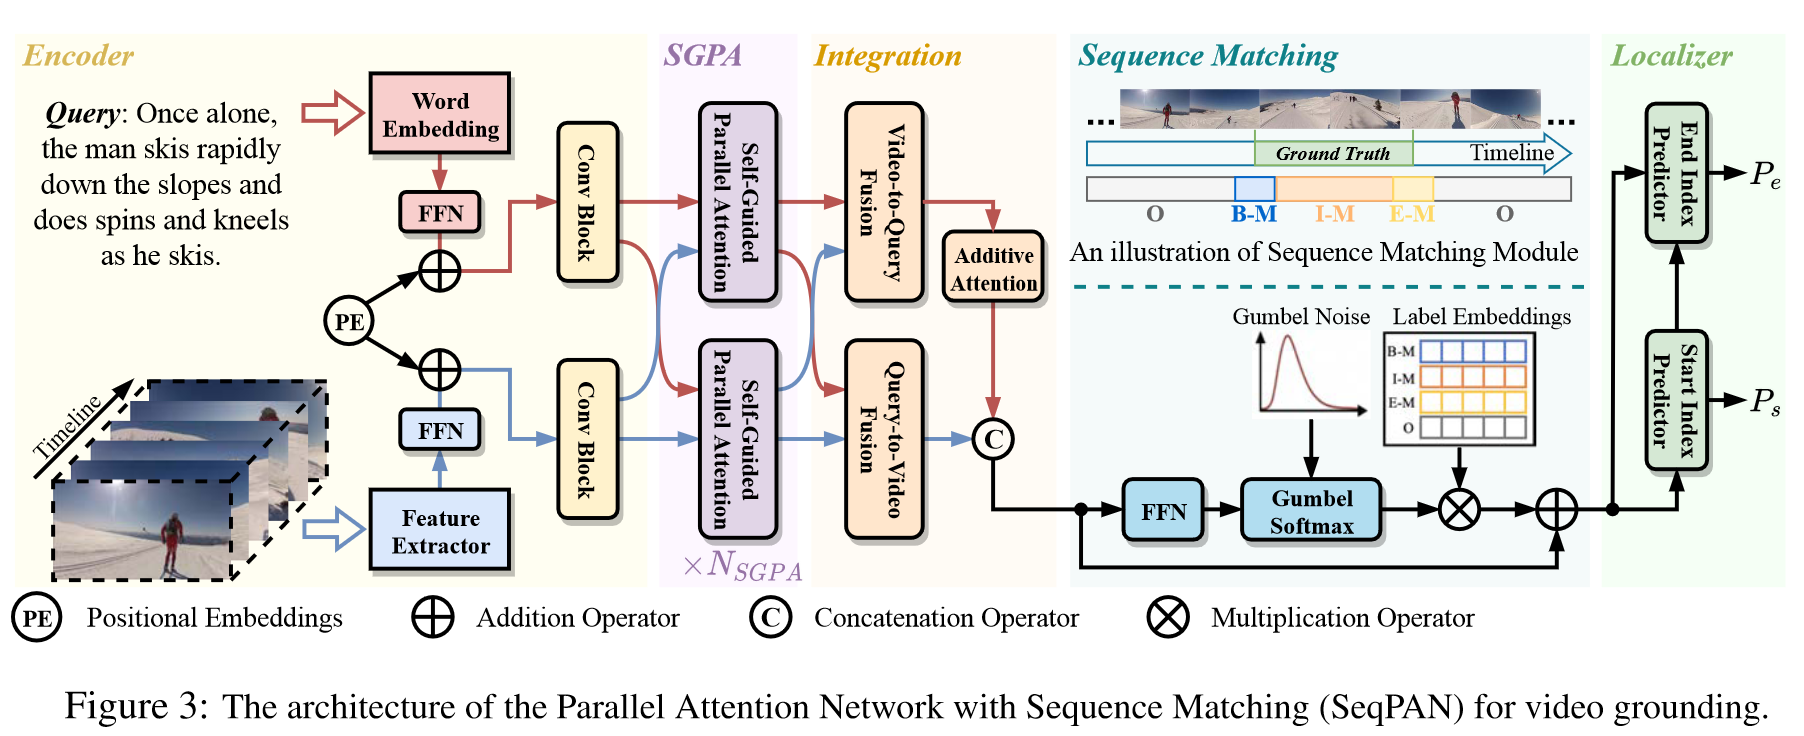 Encoder
SGPA
Integration
Sequence Matching
Localizer
Query: Once alone,
the man skis rapidly
down the slopes and
does spins and kneels
as he skis.
Word
Embedding
FFN
PE
FFN
Feature
Extractor
Timeline
Conv Block
Conv Block
Self-Guided
Parallel Attention
Self-Guided
Parallel Attention
×N_SGPA
Video-to-Query
Fusion
Query-to-Video
Fusion
Additive
Attention
C
...
...
Ground Truth
Timeline
O B-M I-M E-M O
An illustration of Sequence Matching Module
Gumbel Noise
Label Embeddings
B-M
I-M
E-M
O
FFN
Gumbel
Softmax
End Index
Predictor
P_e
Start Index
Predictor
P_s
PE Positional Embeddings
Addition Operator
C Concatenation Operator
Multiplication Operator
Figure 3: The architecture of the Parallel Attention Network with Sequence Matching (SeqPAN) for video grounding.